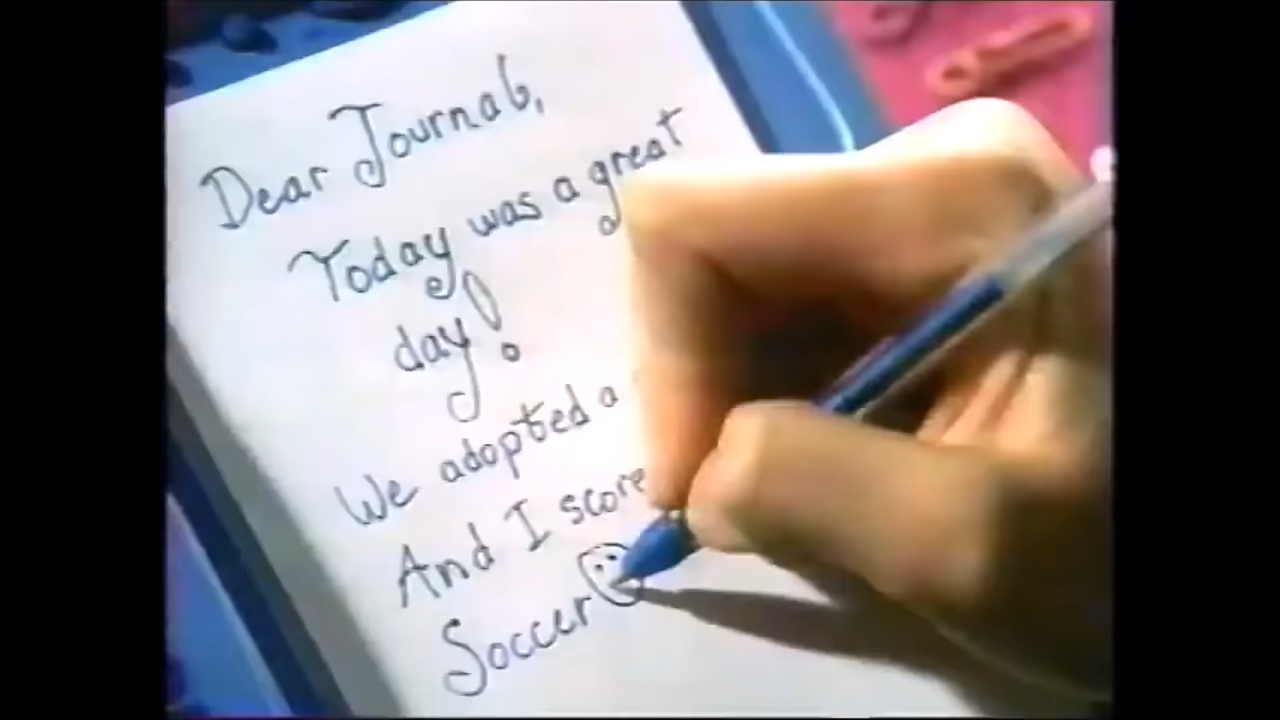 Dear Journal,
Today was a great
day!
We adopted a
And I score
Soccer